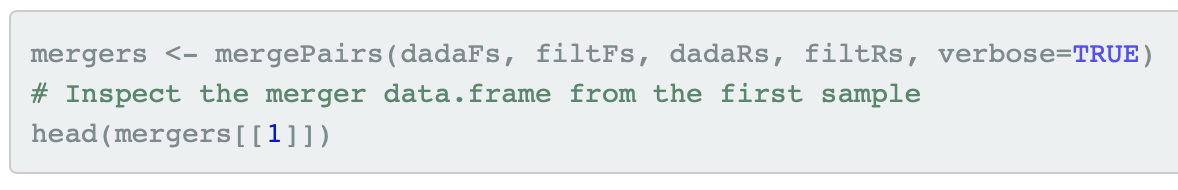 mergers <- mergePairs(dadaFs, filtFs, dadaRs, filtRs, verbose=TRUE)
# Inspect the merger data.frame from the first sample
head(mergers[[1]])